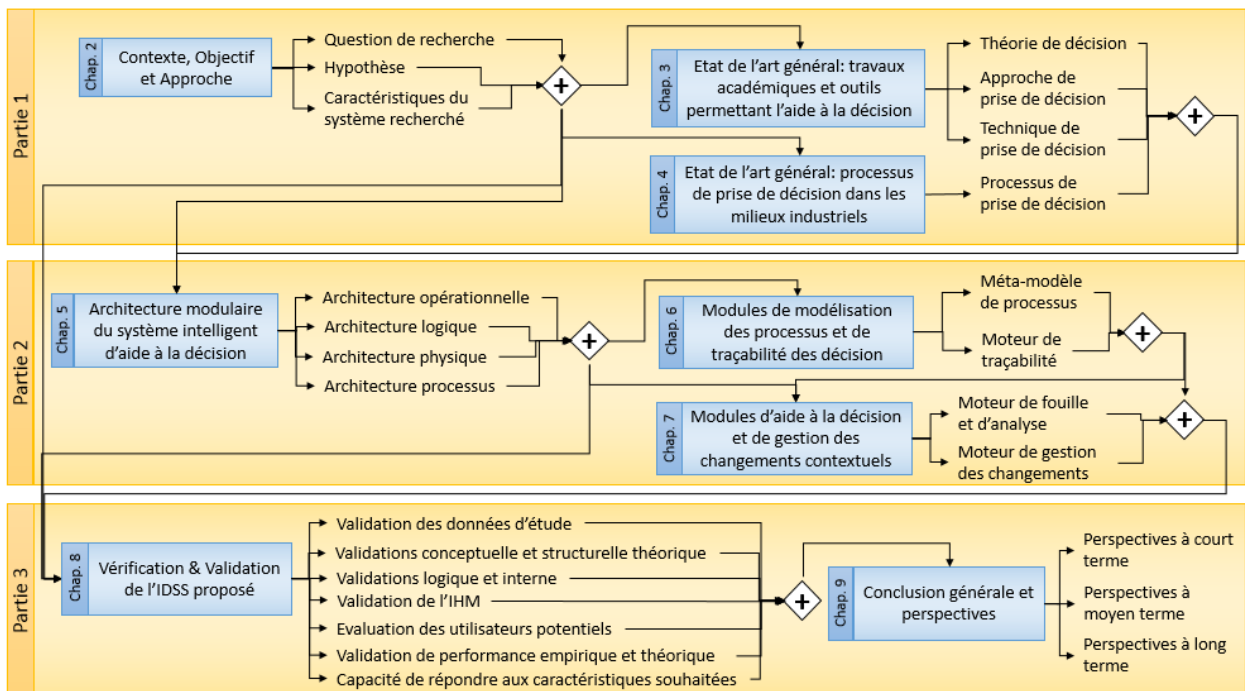 Partie 1
Chap. 2
Contexte, Objectif
et Approche
Question de recherche
Hypothèse
Caractéristiques du
système recherché
Chap. 3
Etat de l'art général: travaux
académiques et outils
permettant l'aide à la décision
Théorie de décision
Approche de
prise de décision
Technique de
prise de décision
Chap. 4
Etat de l'art général: processus
de prise de décision dans les
milieux industriels
Processus de
prise de décision
Partie 2
Chap. 5
Architecture modulaire
du système intelligent
d'aide à la décision
Architecture opérationnelle
Architecture logique
Architecture physique
Architecture processus
Chap. 6
Modules de modélisation
des processus et de
traçabilité des décision
Méta-modèle
de processus
Moteur de
traçabilité
Chap. 7
Modules d'aide à la décision
et de gestion des
changements contextuels
Moteur de fouille
et d'analyse
Moteur de gestion
des changements
Partie 3
Chap. 8
Vérification & Validation
de l'IDSS proposé
Validation des données d'étude
Validations conceptuelle et structurelle théorique
Validations logique et interne
Validation de l'IHM
Evaluation des utilisateurs potentiels
Validation de performance empirique et théorique
Capacité de répondre aux caractéristiques souhaitées
Chap. 9
Conclusion générale et
perspectives
Perspectives à court
terme
Perspectives à
moyen terme
Perspectives à long
terme